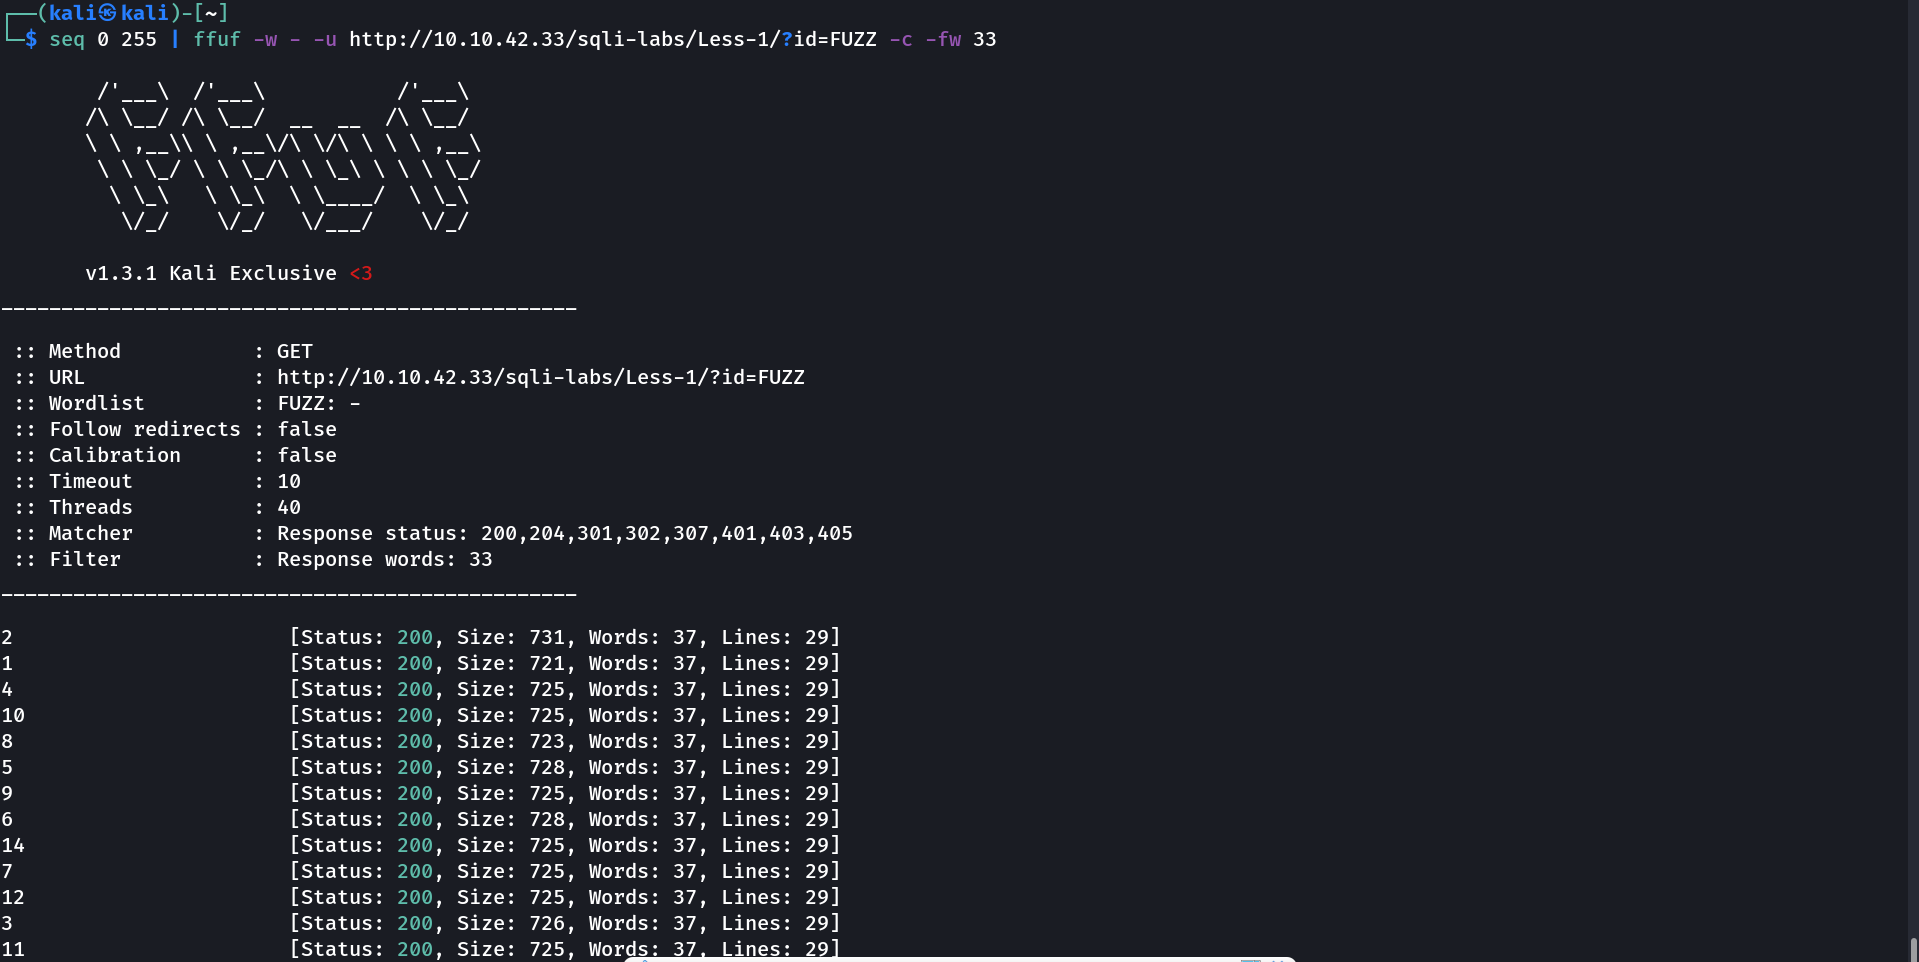 ┌──(kali㉿kali)-[~]
└─$ seq 0 255 | ffuf -w - -u http://10.10.42.33/sqli-labs/Less-1/?id=FUZZ -c -fw 33
        /'___\  /'___\           /'___\
       /\ \__/ /\ \__/  __  __  /\ \__/
       \ \ ,__\\ \ ,__\/\ \/\ \ \ \ ,__\
        \ \ \_/ \ \ \_/\ \ \_\ \ \ \ \_/
         \ \_\   \ \_\  \ \____/  \ \_\
          \/_/    \/_/   \/___/    \/_/
       v1.3.1 Kali Exclusive <3
________________________________________________
 :: Method           : GET
 :: URL              : http://10.10.42.33/sqli-labs/Less-1/?id=FUZZ
 :: Wordlist         : FUZZ: -
 :: Follow redirects : false
 :: Calibration      : false
 :: Timeout          : 10
 :: Threads          : 40
 :: Matcher          : Response status: 200,204,301,302,307,401,403,405
 :: Filter           : Response words: 33
________________________________________________
2                       [Status: 200, Size: 731, Words: 37, Lines: 29]
1                       [Status: 200, Size: 721, Words: 37, Lines: 29]
4                       [Status: 200, Size: 725, Words: 37, Lines: 29]
10                      [Status: 200, Size: 725, Words: 37, Lines: 29]
8                       [Status: 200, Size: 723, Words: 37, Lines: 29]
5                       [Status: 200, Size: 728, Words: 37, Lines: 29]
9                       [Status: 200, Size: 725, Words: 37, Lines: 29]
6                       [Status: 200, Size: 728, Words: 37, Lines: 29]
14                      [Status: 200, Size: 725, Words: 37, Lines: 29]
7                       [Status: 200, Size: 725, Words: 37, Lines: 29]
12                      [Status: 200, Size: 725, Words: 37, Lines: 29]
3                       [Status: 200, Size: 726, Words: 37, Lines: 29]
11                      [Status: 200, Size: 725, Words: 37, Lines: 29]